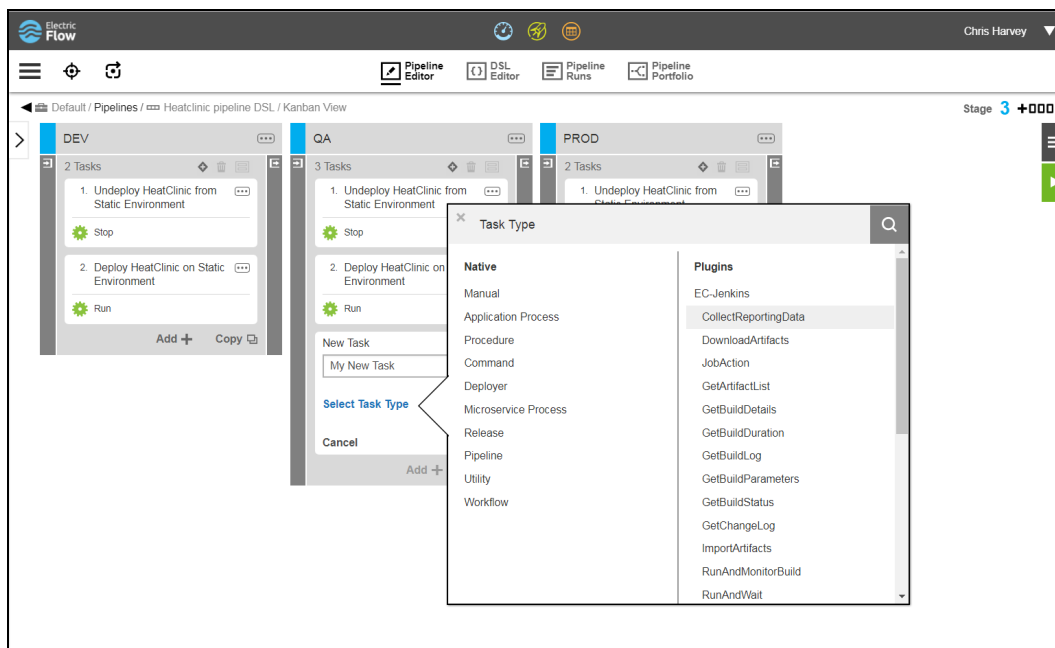 Electric
Flow
Chris Harvey
Pipeline
Editor
DSL
Editor
Pipeline
Runs
Pipeline
Portfolio
Default / Pipelines / Heatclinic pipeline DSL / Kanban View
Stage 3
DEV
2 Tasks
1. Undeploy HeatClinic from
Static Environment
Stop
2. Deploy HeatClinic on Static
Environment
Run
Add
Copy
QA
3 Tasks
1. Undeploy HeatClinic from
Static Environment
Stop
2. Deploy HeatClinic on
Environment
Run
New Task
My New Task
Select Task Type
Cancel
Add
PROD
2 Tasks
1. Undeploy HeatClinic from
Static Environment
Task Type
Native
Manual
Application Process
Procedure
Command
Deployer
Microservice Process
Release
Pipeline
Utility
Workflow
Plugins
EC-Jenkins
CollectReportingData
DownloadArtifacts
JobAction
GetArtifactList
GetBuildDetails
GetBuildDuration
GetBuildLog
GetBuildParameters
GetBuildStatus
GetChangeLog
ImportArtifacts
RunAndMonitorBuild
RunAndWait